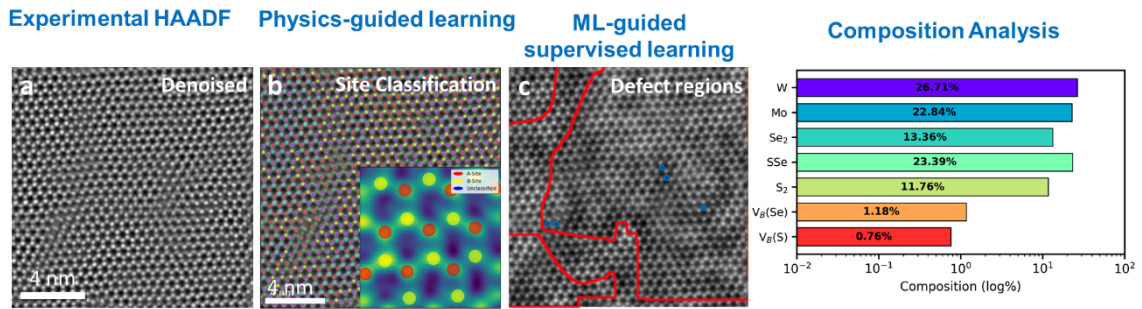 Experimental HAADF
Physics-guided learning
ML-guided
supervised learning
Composition Analysis
a
Denoised
4 nm
b
Site Classification
A-Site
B-Site
Unclassified
4 nm
c
Defect regions
W
26.71%
Mo
22.84%
Se₂
13.36%
SSe
23.39%
S₂
11.76%
V_B(Se)
1.18%
V_B(S)
0.76%
10⁻² 10⁻¹ 10⁰ 10¹ 10²
Composition (log%)